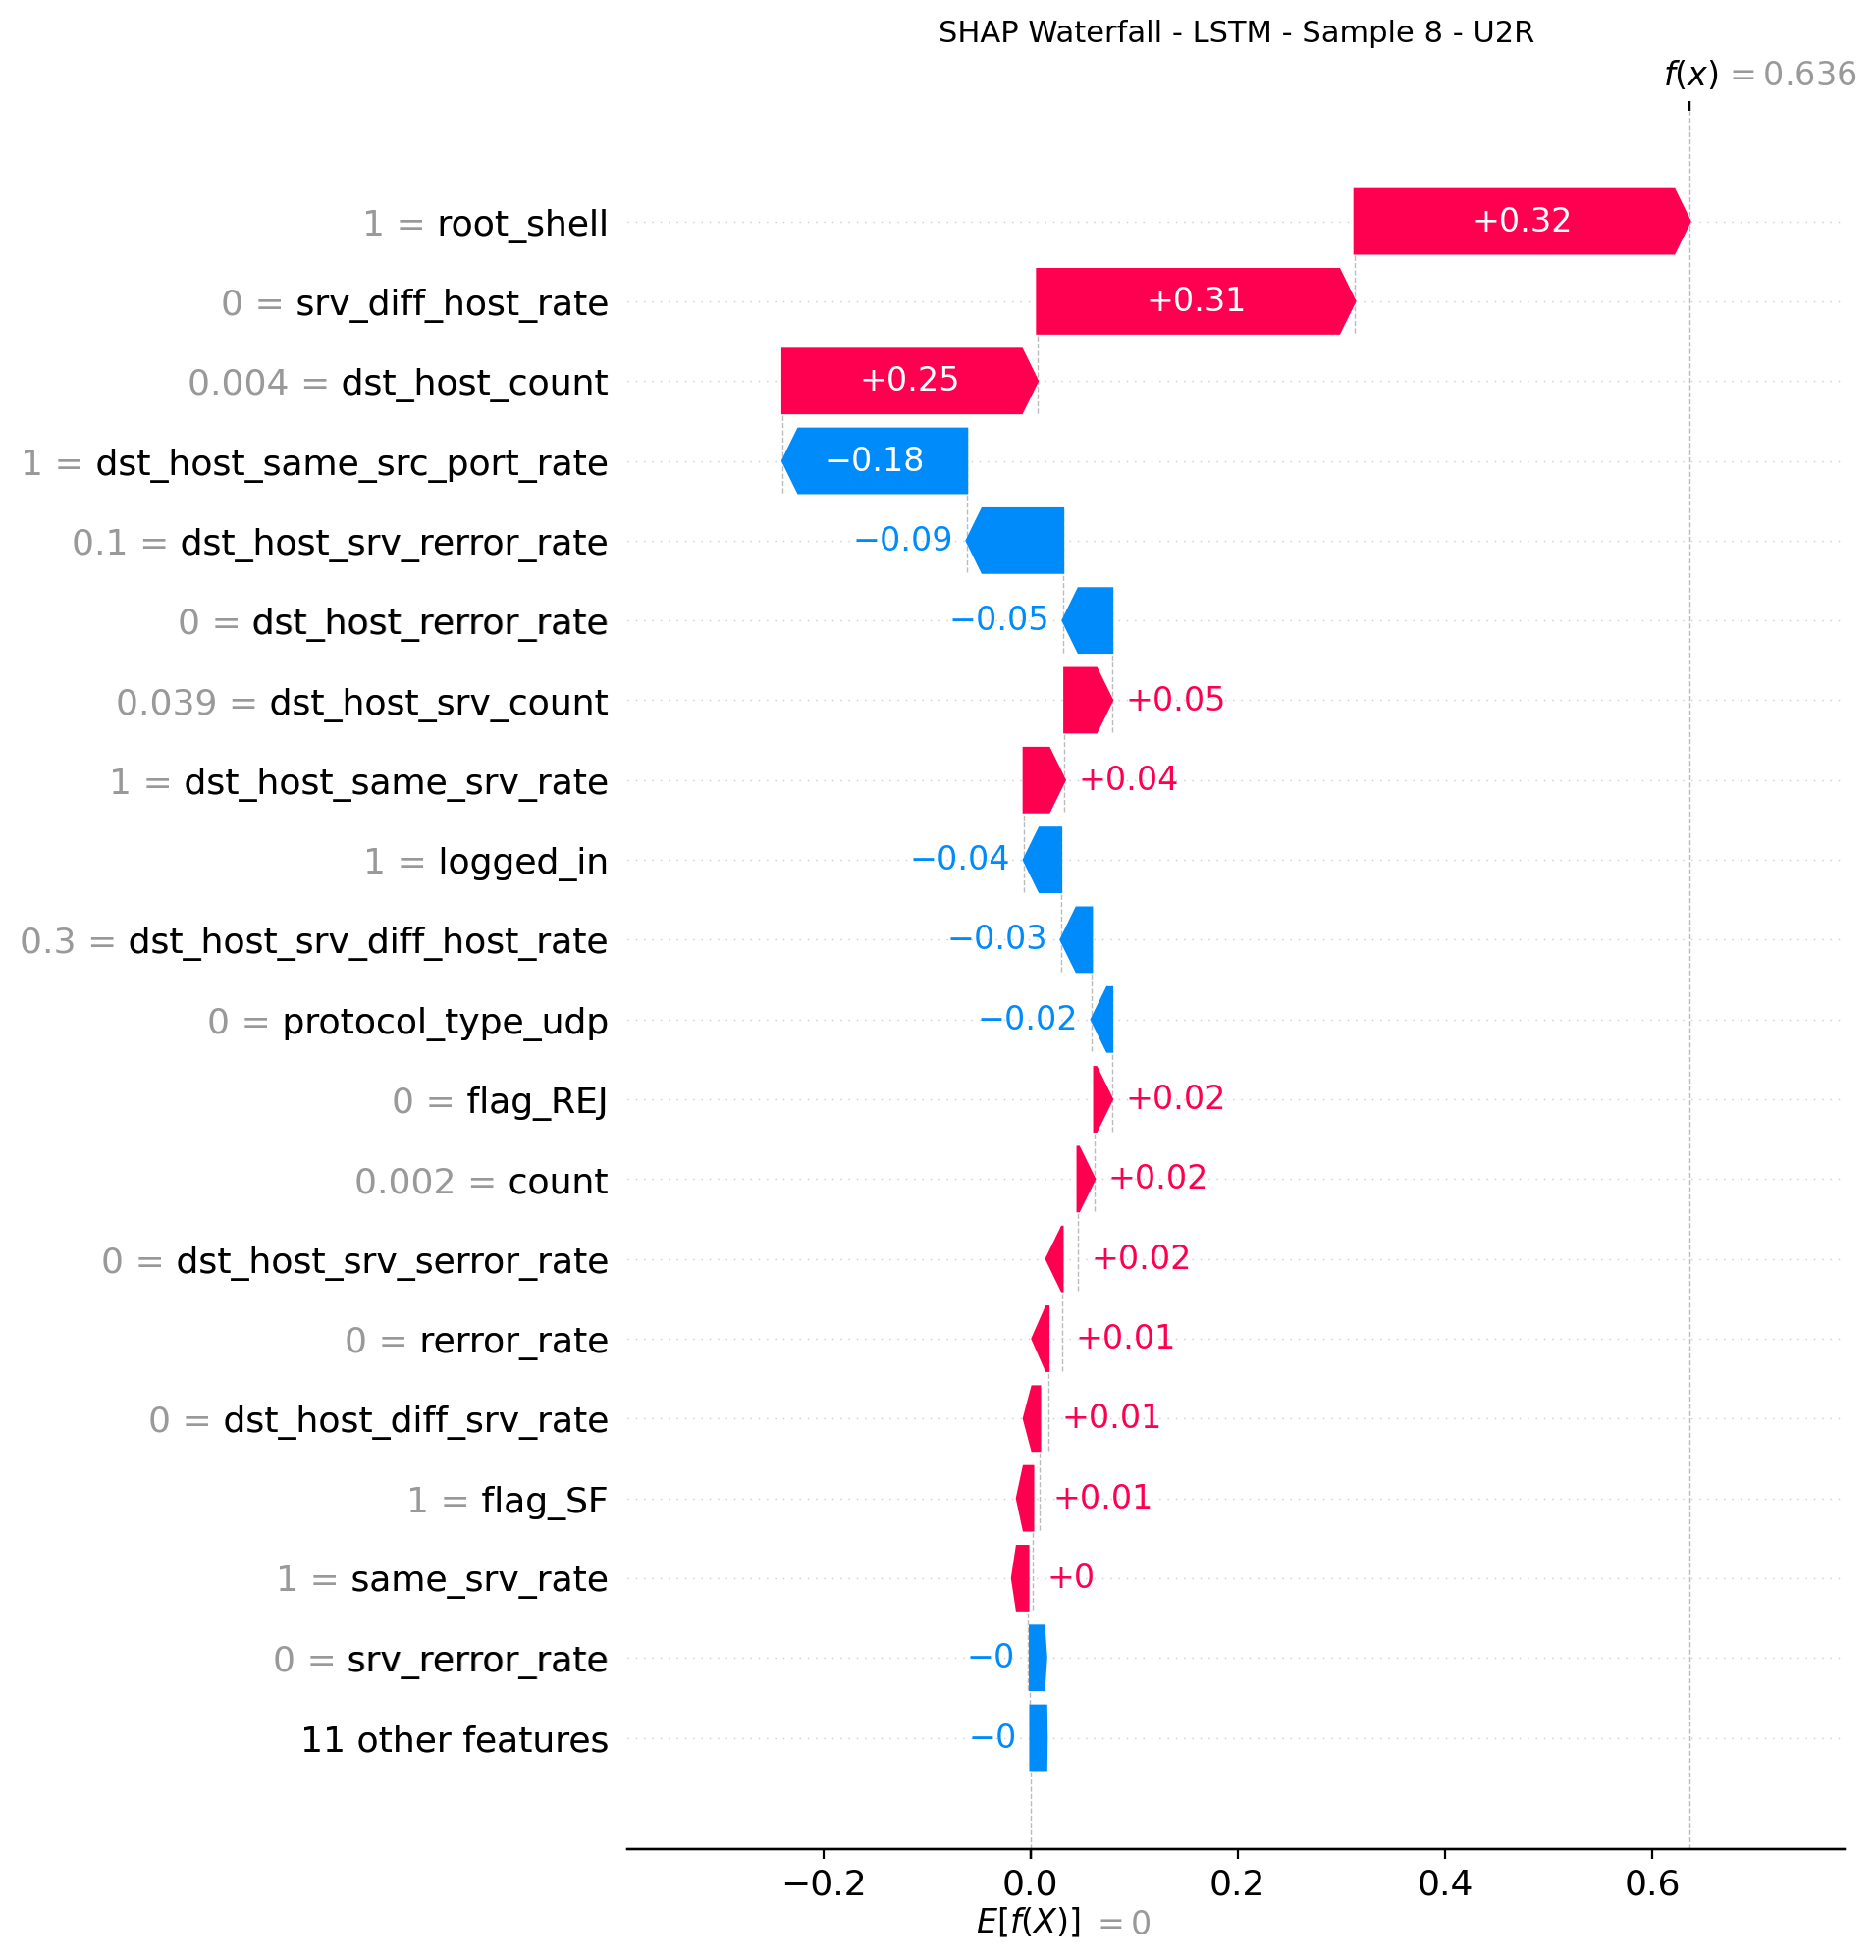 SHAP Waterfall - LSTM - Sample 8 - U2R
f(x) = 0.636
1 = root_shell +0.32
0 = srv_diff_host_rate +0.31
0.004 = dst_host_count +0.25
1 = dst_host_same_src_port_rate −0.18
0.1 = dst_host_srv_rerror_rate −0.09
0 = dst_host_rerror_rate −0.05
0.039 = dst_host_srv_count +0.05
1 = dst_host_same_srv_rate +0.04
1 = logged_in −0.04
0.3 = dst_host_srv_diff_host_rate −0.03
0 = protocol_type_udp −0.02
0 = flag_REJ +0.02
0.002 = count +0.02
0 = dst_host_srv_serror_rate +0.02
0 = rerror_rate +0.01
0 = dst_host_diff_srv_rate +0.01
1 = flag_SF +0.01
1 = same_srv_rate +0
0 = srv_rerror_rate −0
11 other features −0
−0.2 0.0 0.2 0.4 0.6
E[f(X)] = 0